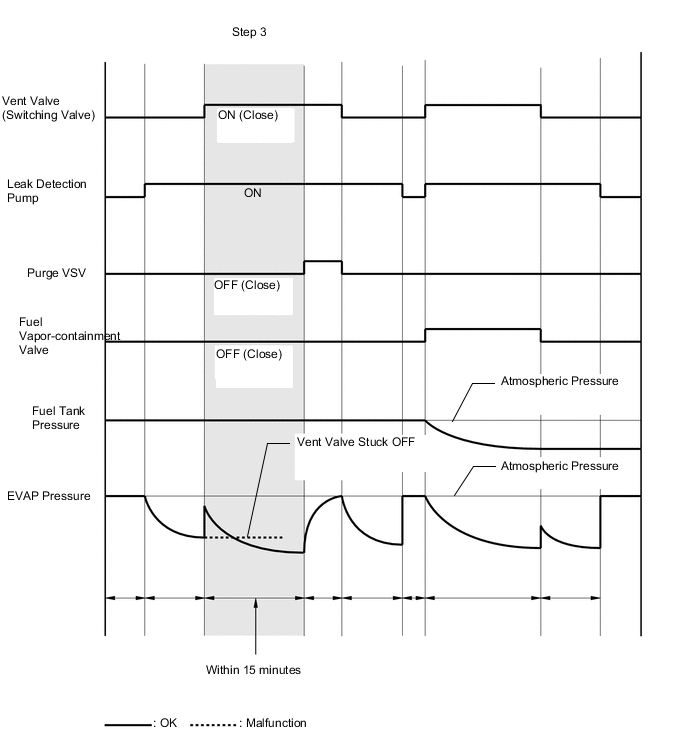 Step 3
Vent Valve
(Switching Valve)
ON (Close)
Leak Detection
Pump
ON
Purge VSV
OFF (Close)
Fuel
Vapor-containment
Valve
OFF (Close)
Atmospheric Pressure
Fuel Tank
Pressure
Vent Valve Stuck OFF
Atmospheric Pressure
EVAP Pressure
Within 15 minutes
: OK
: Malfunction